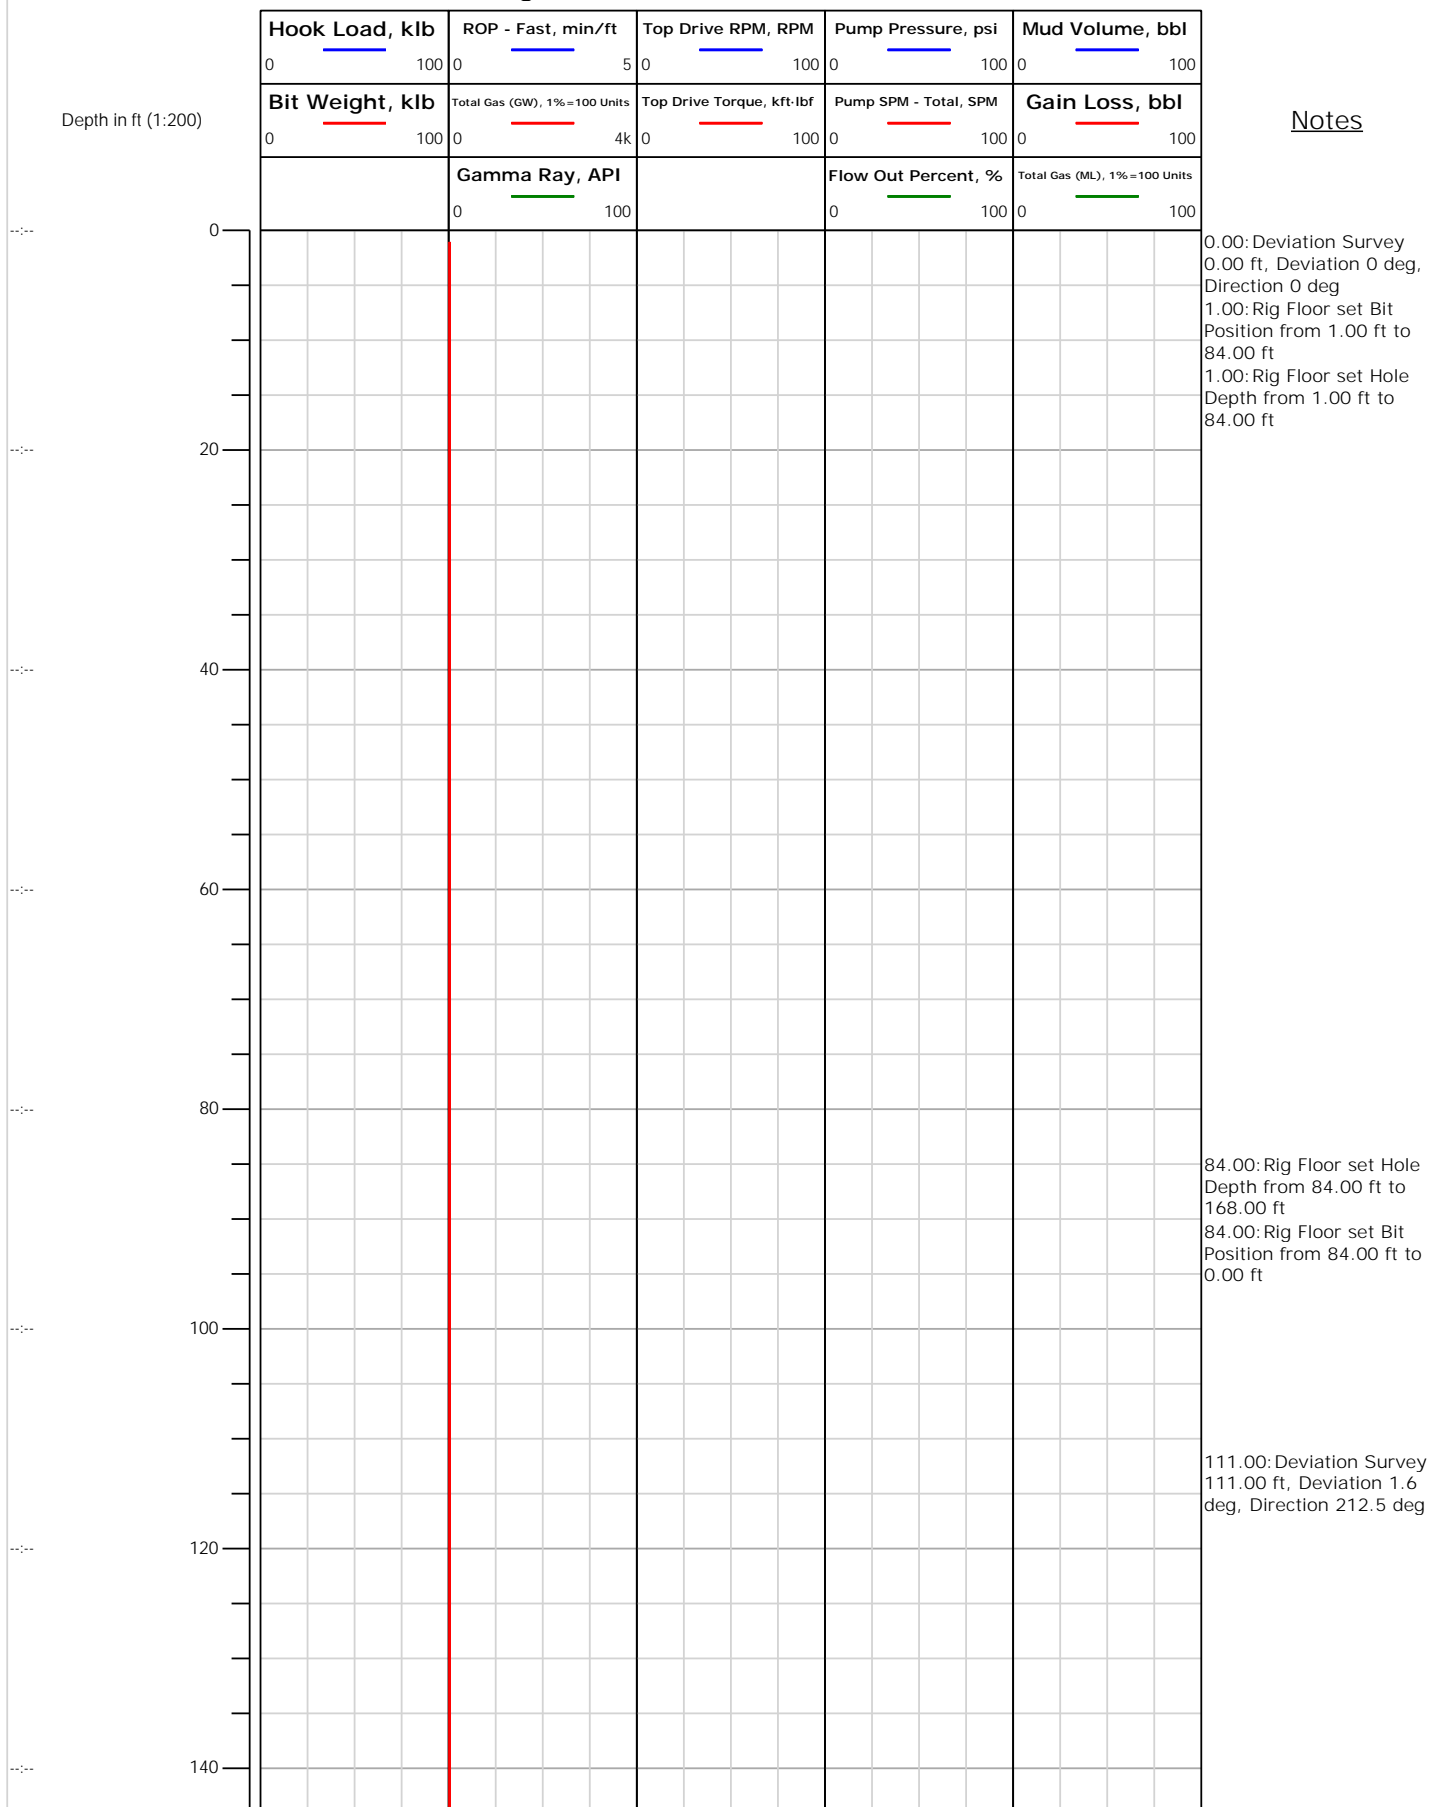 Hook Load, klb
0 100
ROP - Fast, min/ft
0 5
Top Drive RPM, RPM
0 100
Pump Pressure, psi
0 100
Mud Volume, bbl
0 100
Depth in ft (1:200)
Bit Weight, klb
0 100
Total Gas (GW), 1%=100 Units
0 4k
Top Drive Torque, kft·lbf
0 100
Pump SPM - Total, SPM
0 100
Gain Loss, bbl
0 100
Notes
Gamma Ray, API
0 100
Flow Out Percent, %
0 100
Total Gas (ML), 1%=100 Units
0 100
--:-- 0
0.00: Deviation Survey
0.00 ft, Deviation 0 deg,
Direction 0 deg
1.00: Rig Floor set Bit
Position from 1.00 ft to
84.00 ft
1.00: Rig Floor set Hole
Depth from 1.00 ft to
84.00 ft
--:-- 20
--:-- 40
--:-- 60
--:-- 80
84.00: Rig Floor set Hole
Depth from 84.00 ft to
168.00 ft
84.00: Rig Floor set Bit
Position from 84.00 ft to
0.00 ft
--:-- 100
111.00: Deviation Survey
111.00 ft, Deviation 1.6
deg, Direction 212.5 deg
--:-- 120
--:-- 140